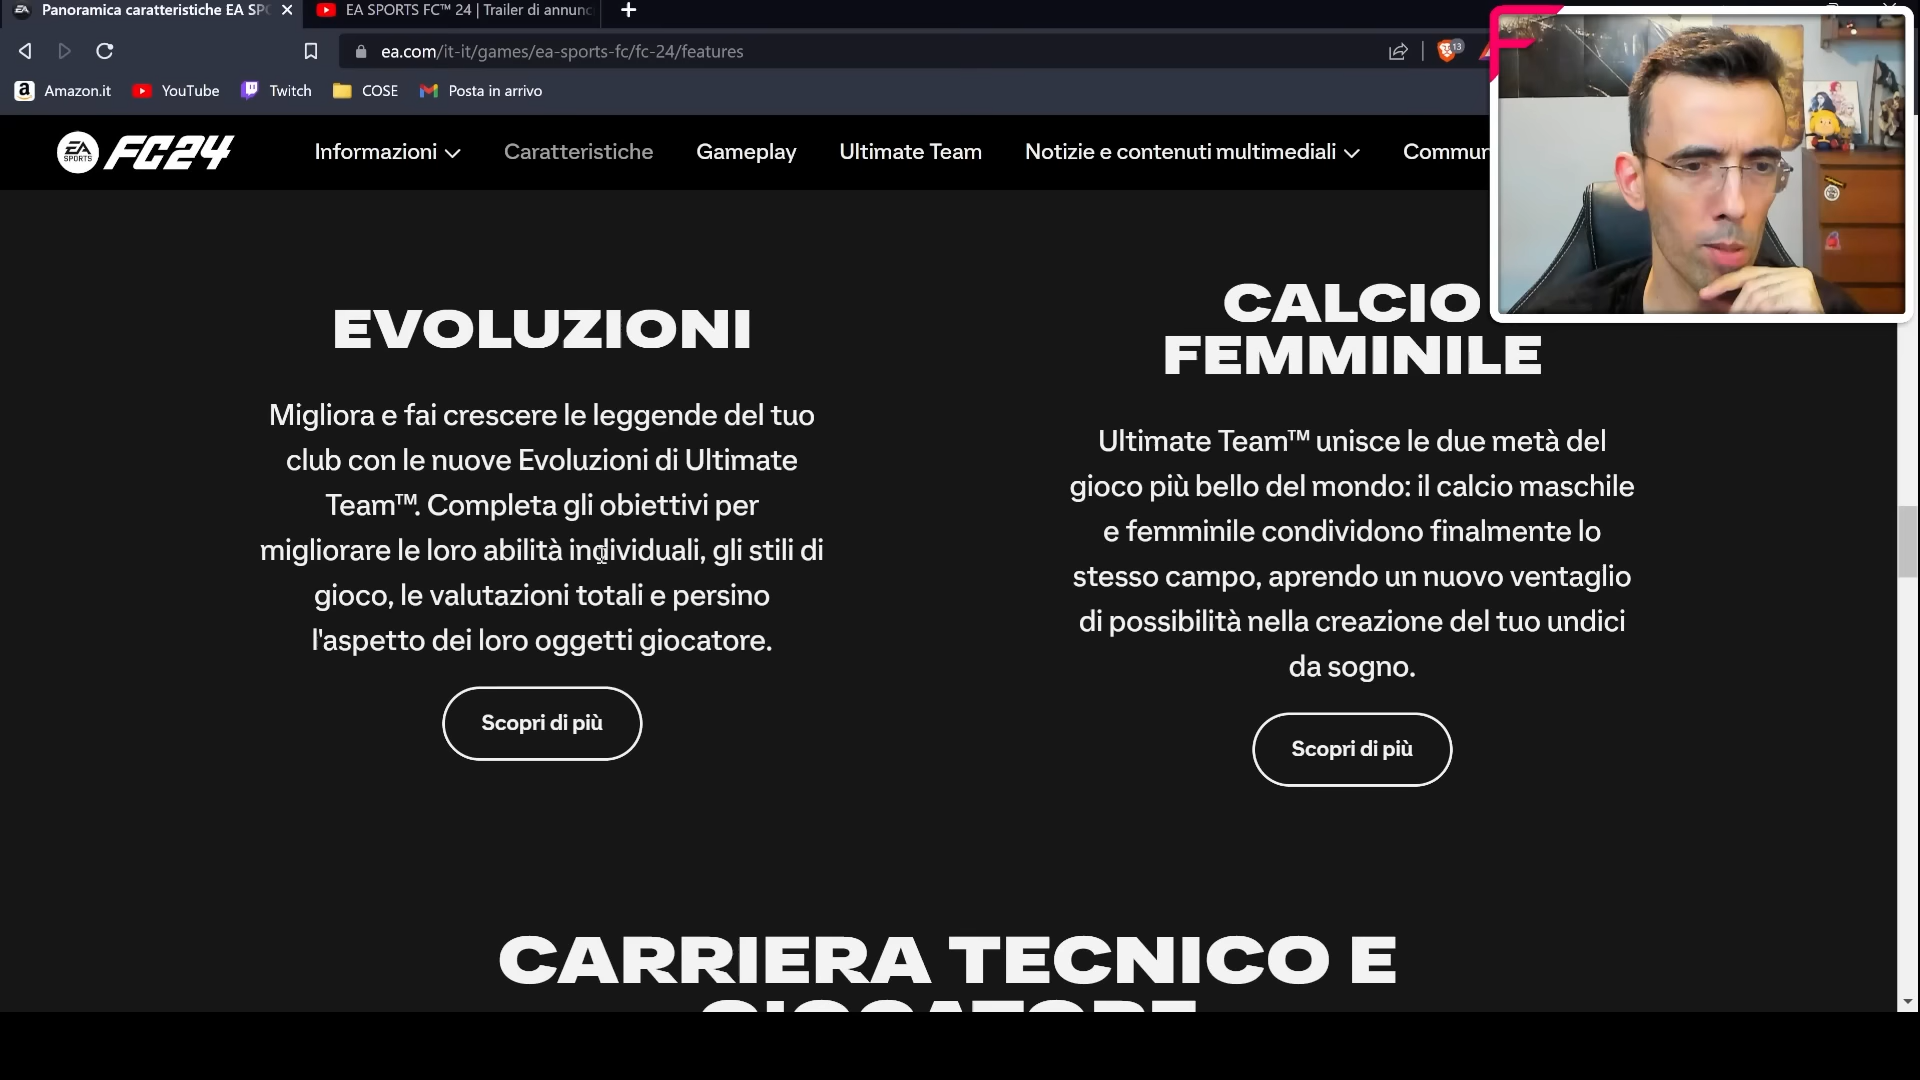 Panoramica caratteristiche EA SP
EA SPORTS FC™ 24 | Trailer di annunc
ea.com/it-it/games/ea-sports-fc/fc-24/features
13
Amazon.it
YouTube
Twitch
COSE
Posta in arrivo
EA SPORTS FC24
Informazioni
Caratteristiche
Gameplay
Ultimate Team
Notizie e contenuti multimediali
Commun
EVOLUZIONI
Migliora e fai crescere le leggende del tuo
club con le nuove Evoluzioni di Ultimate
Team™. Completa gli obiettivi per
migliorare le loro abilità individuali, gli stili di
gioco, le valutazioni totali e persino
l'aspetto dei loro oggetti giocatore.
Scopri di più
CALCIO
FEMMINILE
Ultimate Team™ unisce le due metà del
gioco più bello del mondo: il calcio maschile
e femminile condividono finalmente lo
stesso campo, aprendo un nuovo ventaglio
di possibilità nella creazione del tuo undici
da sogno.
Scopri di più
CARRIERA TECNICO E
GIOCATORE